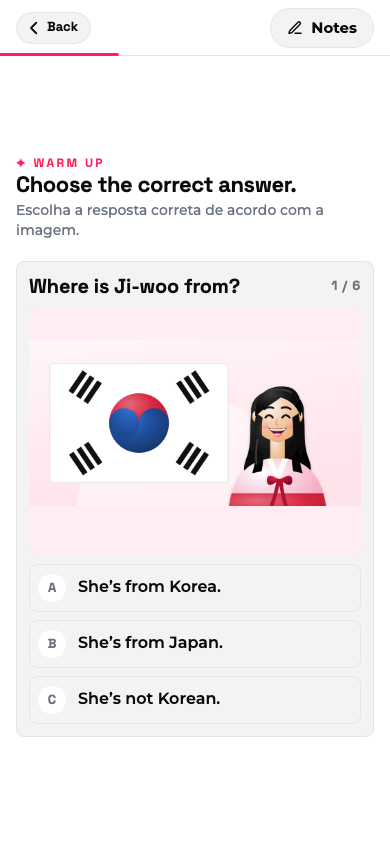 Back
Notes
WARM UP
Choose the correct answer.
Escolha a resposta correta de acordo com a
imagem.
Where is Ji-woo from?
1 / 6
A She’s from Korea.
B She’s from Japan.
C She’s not Korean.